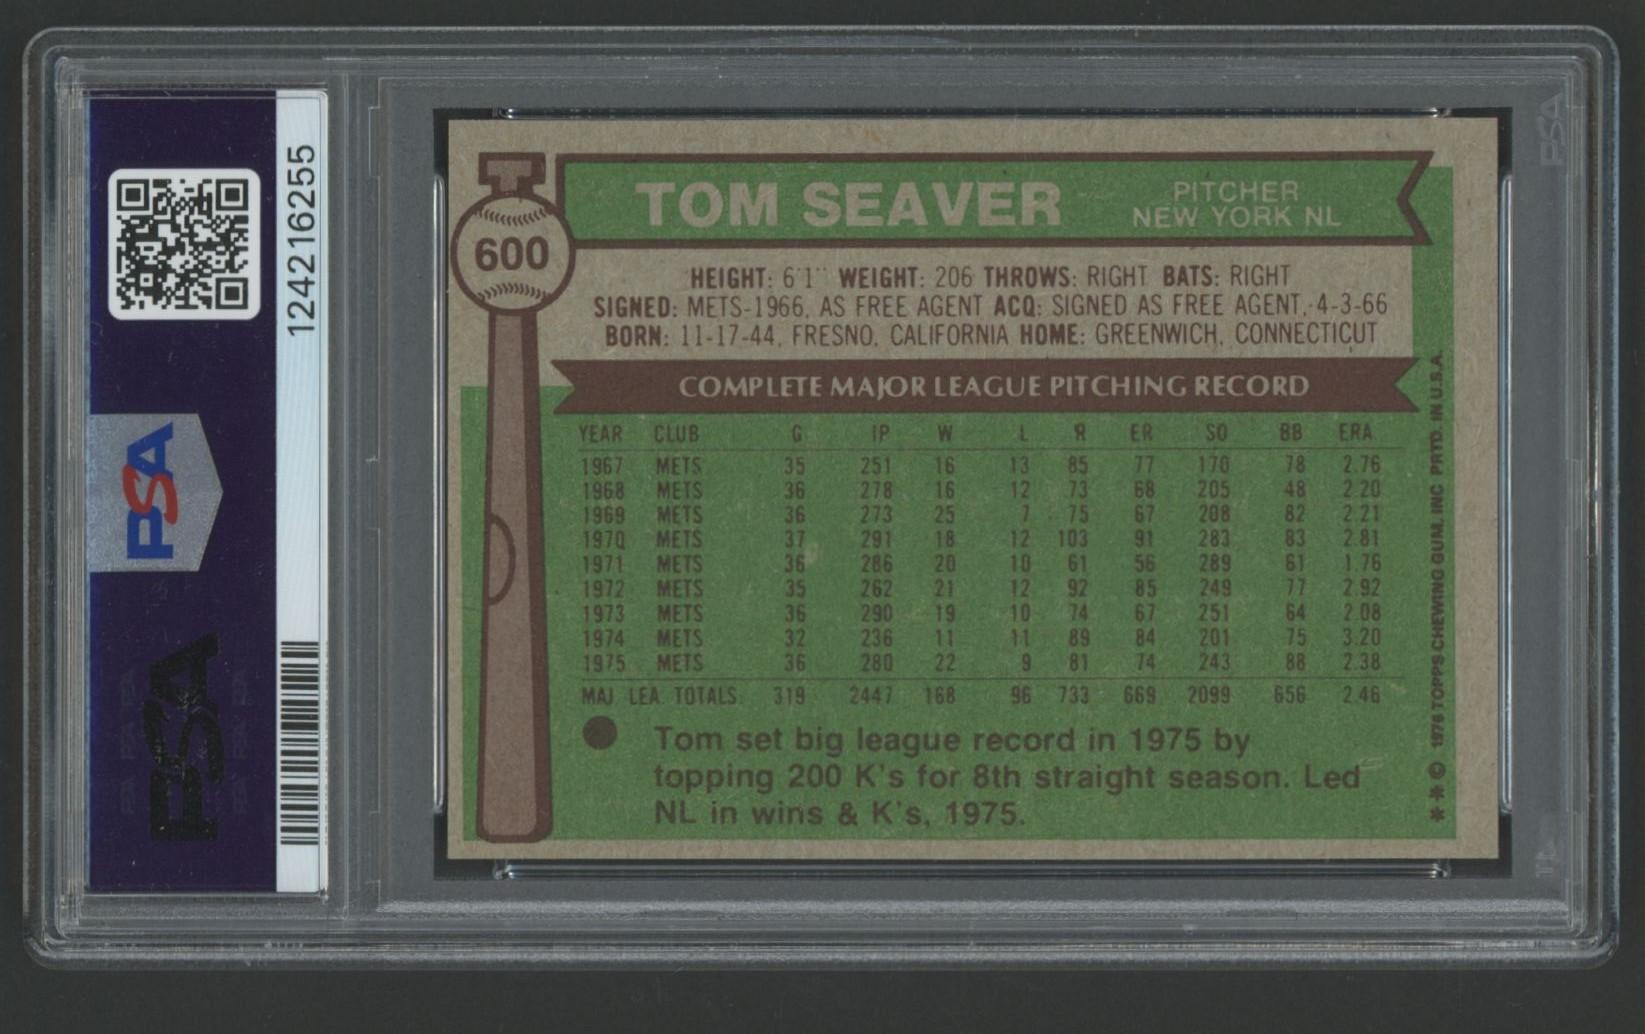 124216255
PSA
PSA
PSA
600
TOM SEAVER
PITCHER
NEW YORK NL
HEIGHT: 6'1" WEIGHT: 206 THROWS: RIGHT BATS: RIGHT
SIGNED: METS-1966, AS FREE AGENT ACQ: SIGNED AS FREE AGENT, 4-3-66
BORN: 11-17-44, FRESNO, CALIFORNIA HOME: GREENWICH, CONNECTICUT
COMPLETE MAJOR LEAGUE PITCHING RECORD
YEAR CLUB G IP W L R ER SO BB ERA
1967 METS 35 251 16 13 85 77 170 78 2.76
1968 METS 36 278 16 12 73 68 205 48 2.20
1969 METS 36 273 25 7 75 67 208 82 2.21
1970 METS 37 291 18 12 103 91 283 83 2.81
1971 METS 36 286 20 10 61 56 289 61 1.76
1972 METS 35 262 21 12 92 85 249 77 2.92
1973 METS 36 290 19 10 74 67 251 64 2.08
1974 METS 32 236 11 11 89 84 201 75 3.20
1975 METS 36 280 22 9 81 74 243 88 2.38
MAJ. LEA. TOTALS: 319 2447 168 96 733 669 2099 656 2.46
Tom set big league record in 1975 by
topping 200 K's for 8th straight season. Led
NL in wins & K's, 1975.
** © 1976 TOPPS CHEWING GUM. INC PRTD. IN U.S.A.